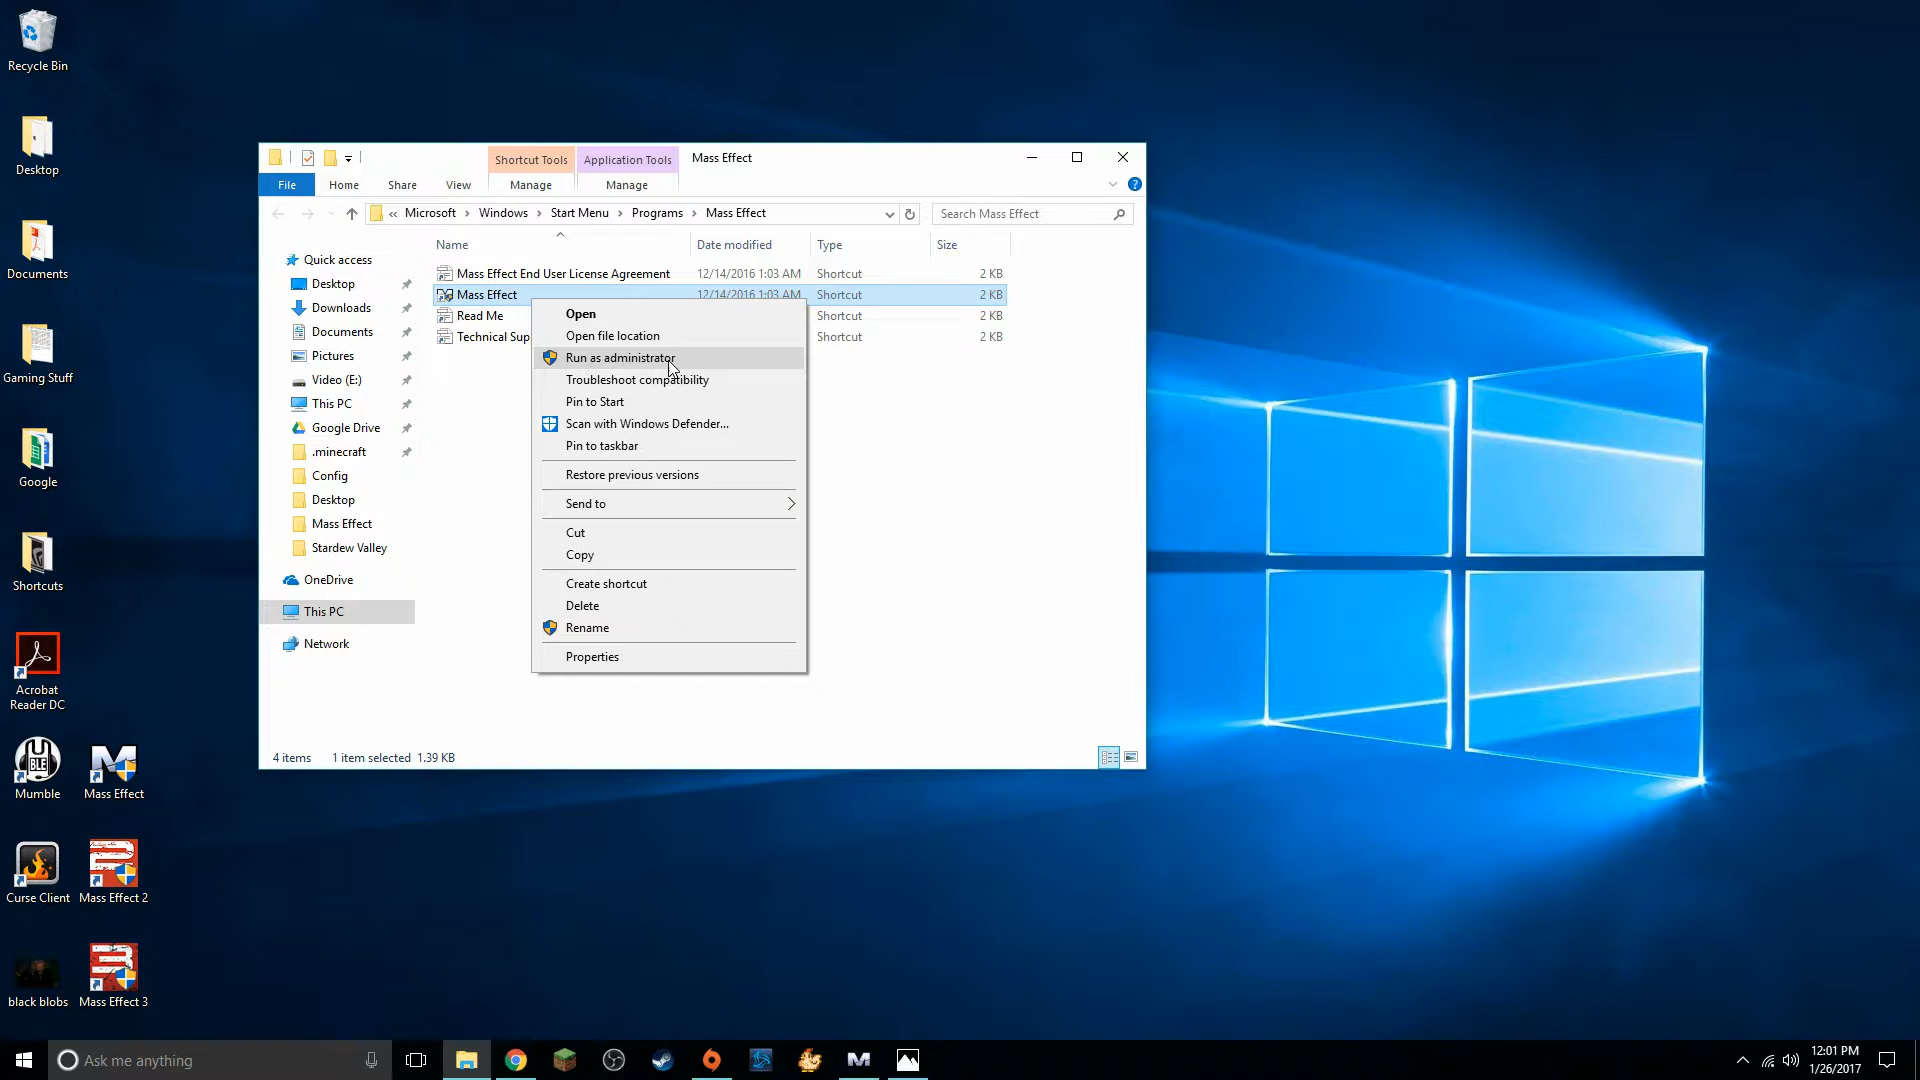 Recycle Bin
Desktop
Documents
Gaming Stuff
Google
Shortcuts
Acrobat
Reader DC
Mumble
Mass Effect
Curse Client
Mass Effect 2
black blobs
Mass Effect 3
Shortcut Tools
Application Tools
Mass Effect
File
Home
Share
View
Manage
Manage
« Microsoft > Windows > Start Menu > Programs > Mass Effect
Search Mass Effect
Name
Date modified
Type
Size
Quick access
Desktop
Downloads
Documents
Pictures
Video (E:)
This PC
Google Drive
.minecraft
Config
Desktop
Mass Effect
Stardew Valley
OneDrive
This PC
Network
Mass Effect End User License Agreement 12/14/2016 1:03 AM Shortcut 2 KB
Mass Effect 12/14/2016 1:03 AM Shortcut 2 KB
Read Me Shortcut 2 KB
Technical Sup Shortcut 2 KB
Open
Open file location
Run as administrator
Troubleshoot compatibility
Pin to Start
Scan with Windows Defender...
Pin to taskbar
Restore previous versions
Send to
Cut
Copy
Create shortcut
Delete
Rename
Properties
4 items 1 item selected 1.39 KB
Ask me anything
12:01 PM
1/26/2017